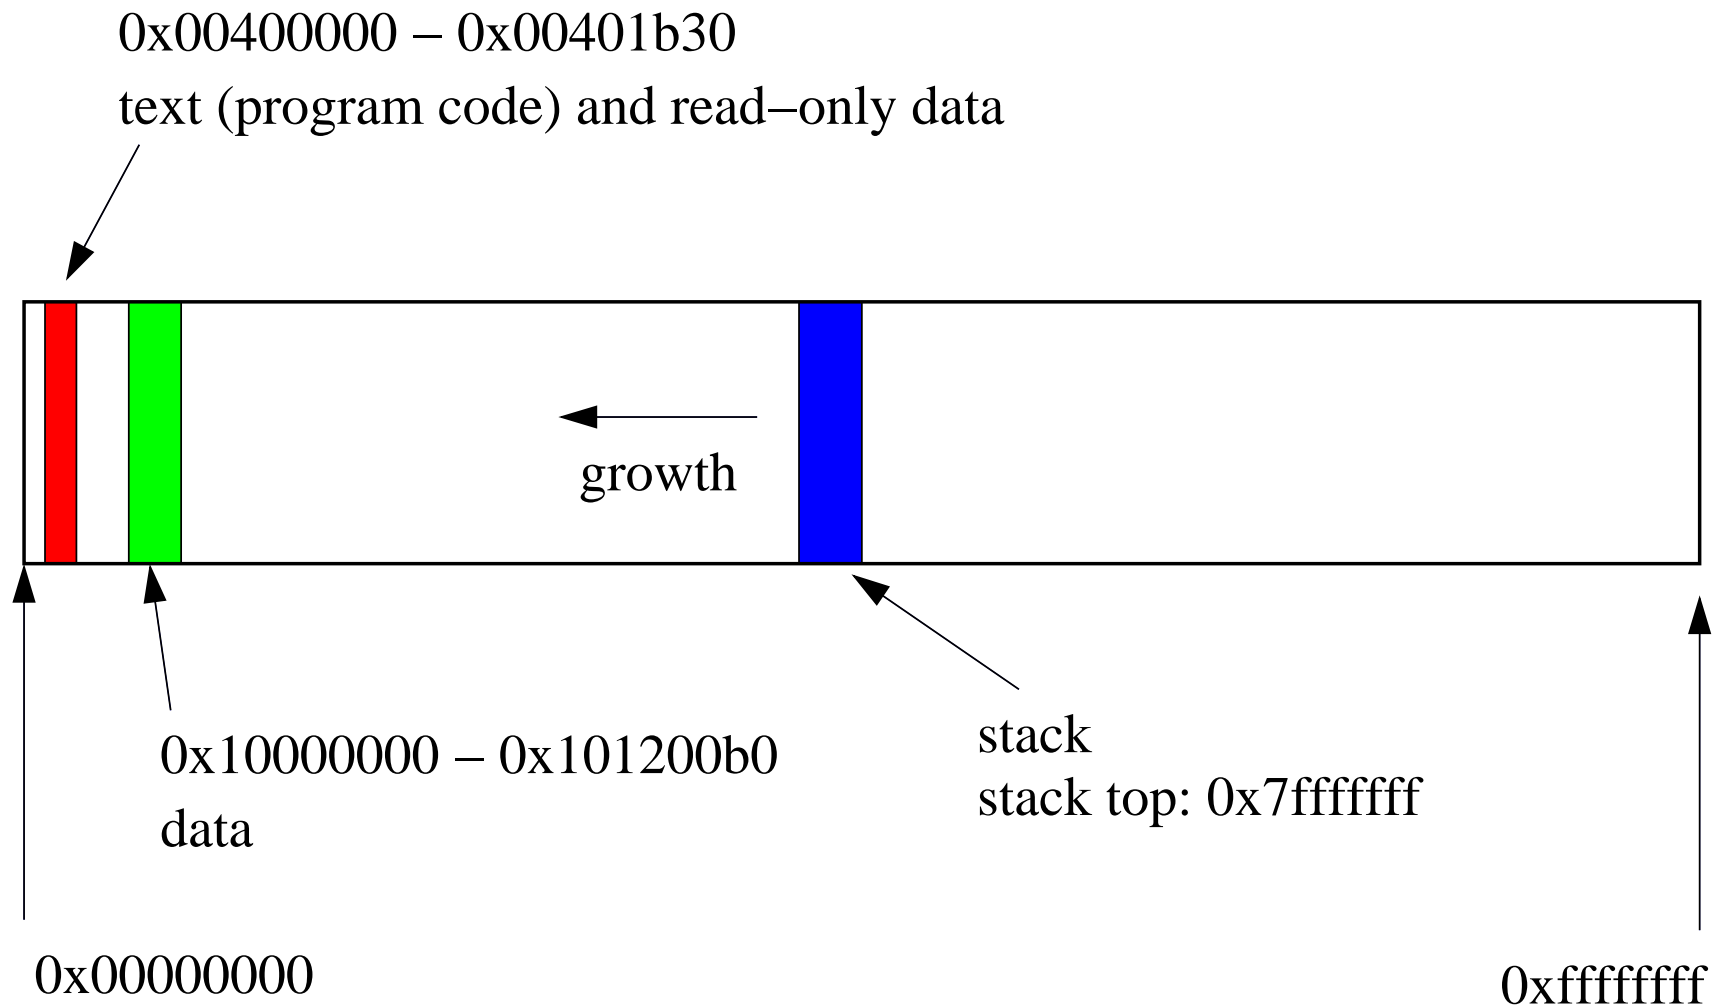 0x00400000 – 0x00401b30
text (program code) and read–only data
growth
0x10000000 – 0x101200b0
data
stack
stack top: 0x7fffffff
0x00000000
0xffffffff